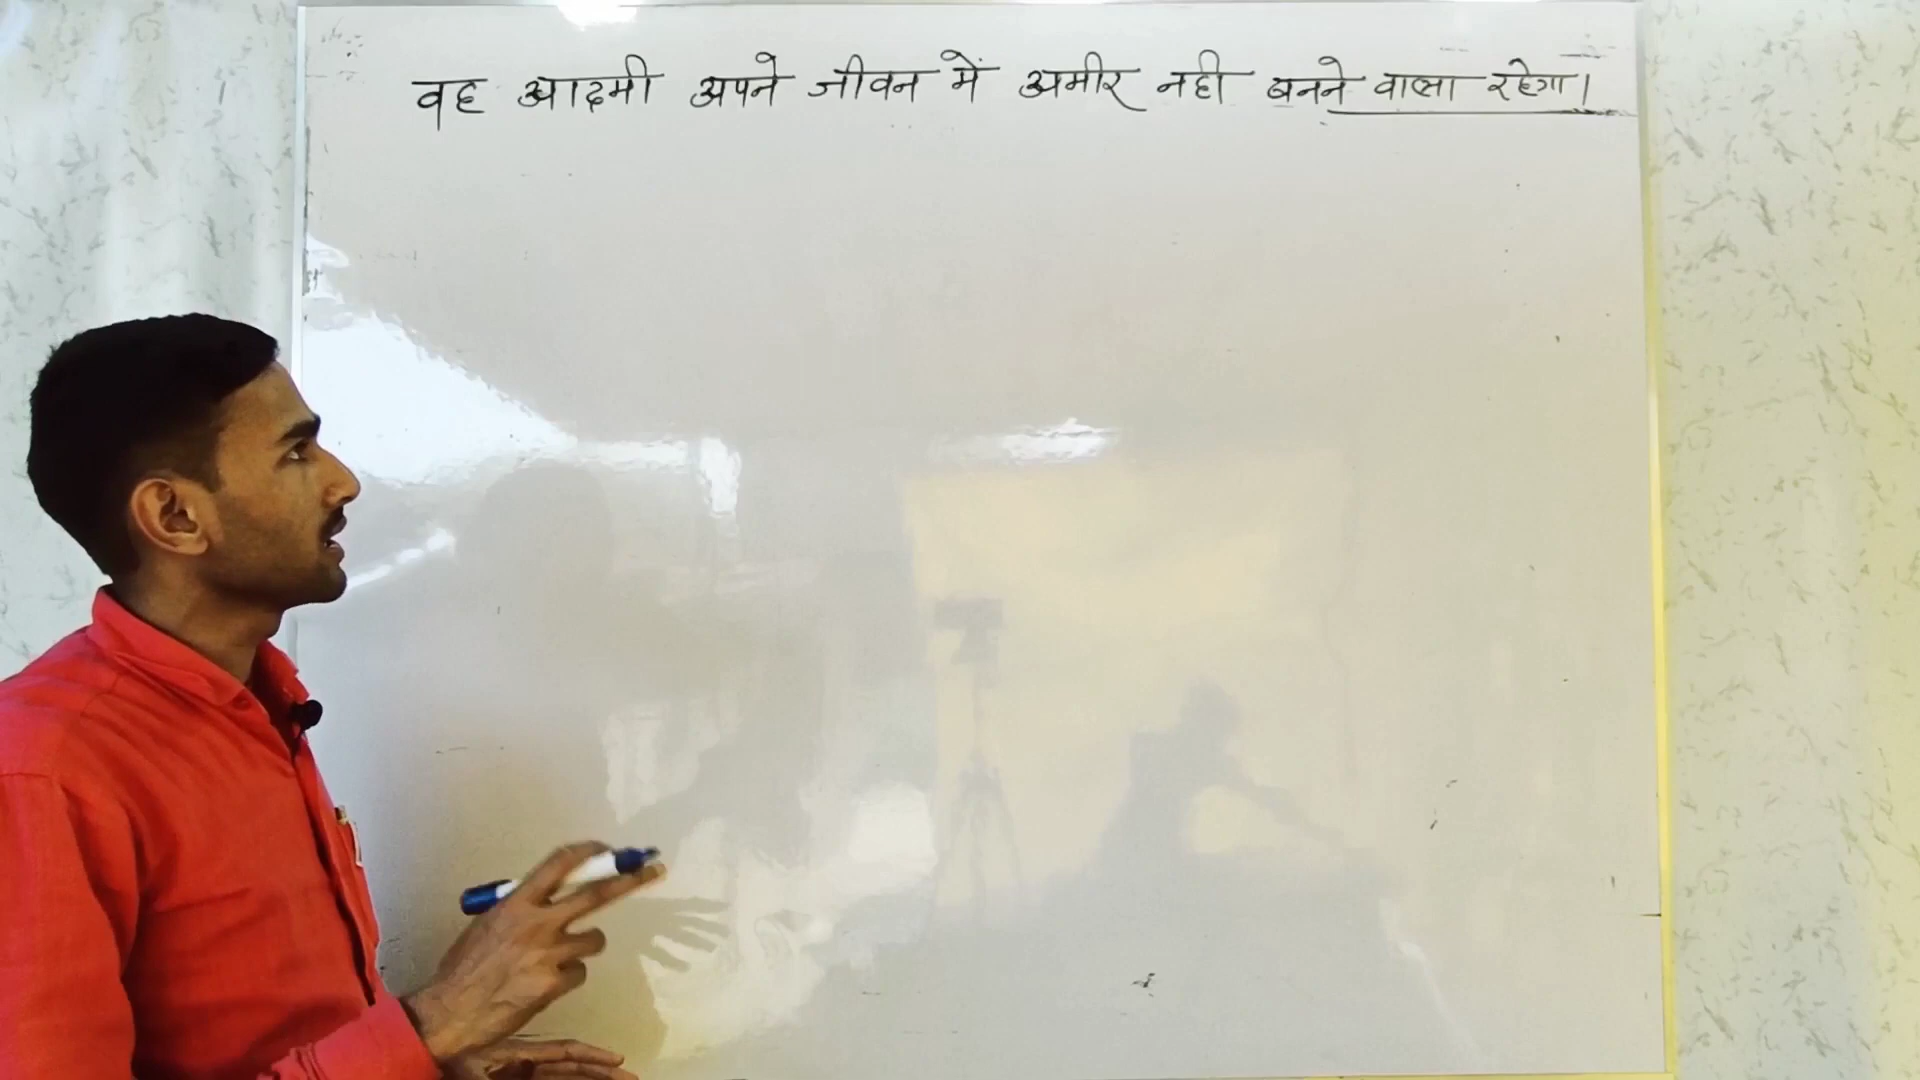 वह आदमी अपने जीवन में अमीर नही बनने वाला रहेगा।